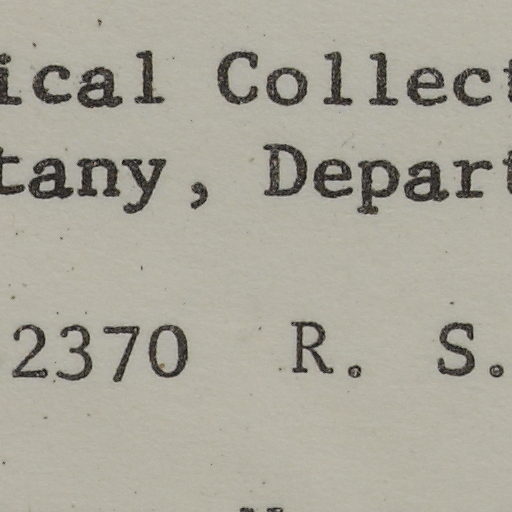 ical Collect
tany, Depart
2370 R. S.